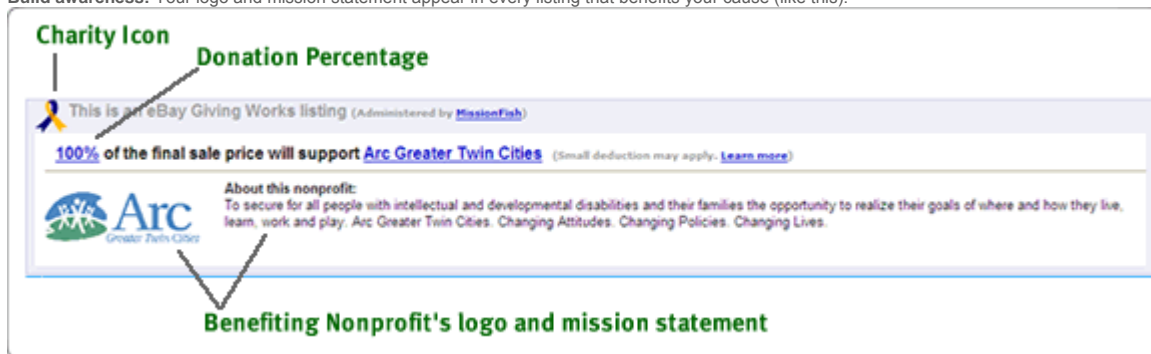 Build awareness: Your logo and mission statement appear in every listing that benefits your cause (like this):
Charity Icon
Donation Percentage
This is an eBay Giving Works listing (Administered by MissionFish)
100% of the final sale price will support Arc Greater Twin Cities (Small deduction may apply. Learn more)
About this nonprofit:
To secure for all people with intellectual and developmental disabilities and their families the opportunity to realize their goals of where and how they live,
learn, work and play. Arc Greater Twin Cities. Changing Attitudes. Changing Policies. Changing Lives.
Arc
Greater Twin Cities
Benefiting Nonprofit's logo and mission statement